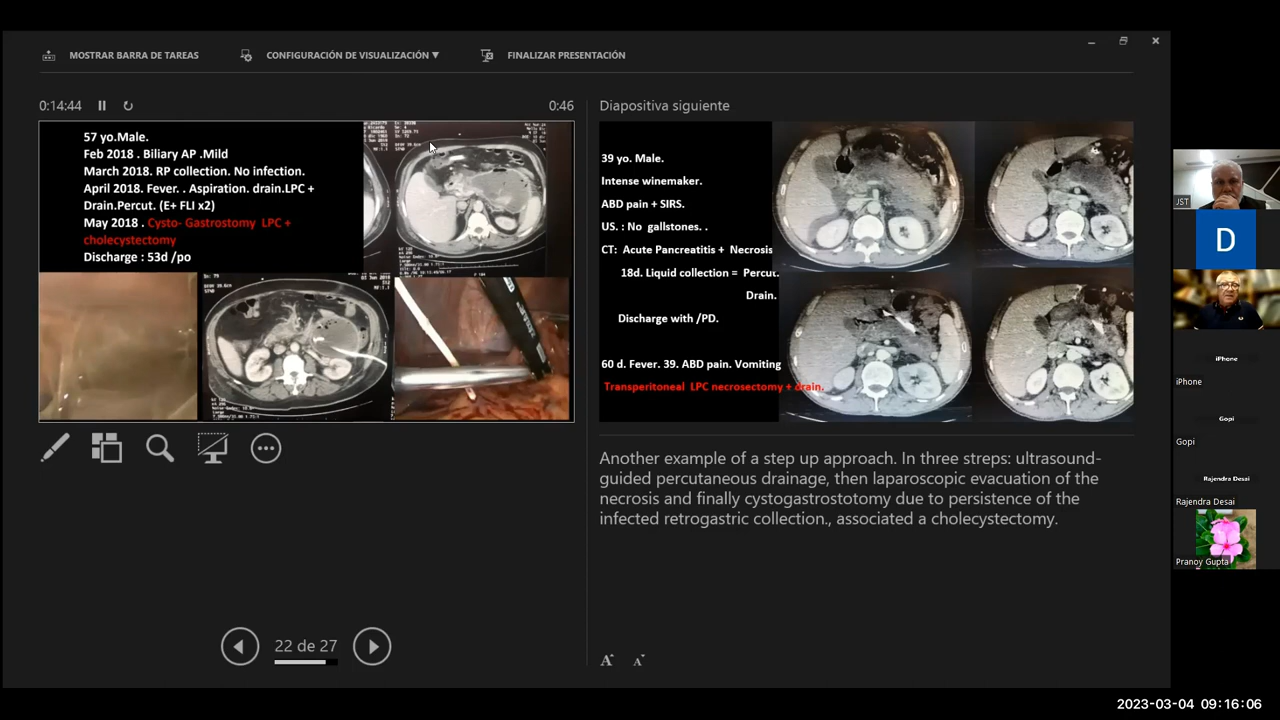 MOSTRAR BARRA DE TAREAS
CONFIGURACIÓN DE VISUALIZACIÓN ▼
FINALIZAR PRESENTACIÓN
0:14:44
0:46
57 yo.Male.
Feb 2018 . Biliary AP .Mild
March 2018. RP collection. No infection.
April 2018. Fever. . Aspiration. drain.LPC +
Drain.Percut. (E+ FLI x2)
May 2018 . Cysto- Gastrostomy LPC +
cholecystectomy
Discharge : 53d /po
22 de 27
Diapositiva siguiente
39 yo. Male.
Intense winemaker.
ABD pain + SIRS.
US. : No gallstones. .
CT: Acute Pancreatitis + Necrosis
18d. Liquid collection = Percut.
Drain.
Discharge with /PD.
60 d. Fever. 39. ABD pain. Vomiting
Transperitoneal LPC necrosectomy + drain.
Another example of a step up approach. In three streps: ultrasound-
guided percutaneous drainage, then laparoscopic evacuation of the
necrosis and finally cystogastrostotomy due to persistence of the
infected retrogastric collection., associated a cholecystectomy.
A
A
JST
D
iPhone
iPhone
Gopi
Gopi
Rajendra Desai
Rajendra Desai
Pranoy Gupta
2023-03-04 09:16:06